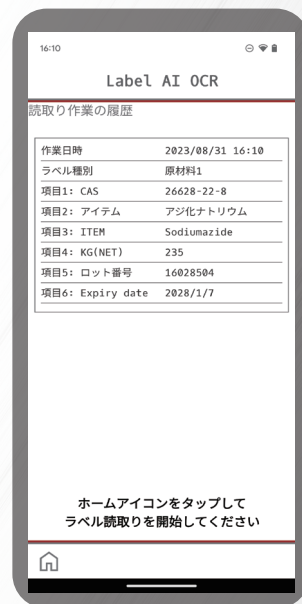 16:10
Label AI OCR
読取り作業の履歴
作業日時 2023/08/31 16:10
ラベル種別 原材料1
項目1: CAS 26628-22-8
項目2: アイテム アジ化ナトリウム
項目3: ITEM Sodiumazide
項目4: KG(NET) 235
項目5: ロット番号 16028504
項目6: Expiry date 2028/1/7
ホームアイコンをタップして
ラベル読取りを開始してください